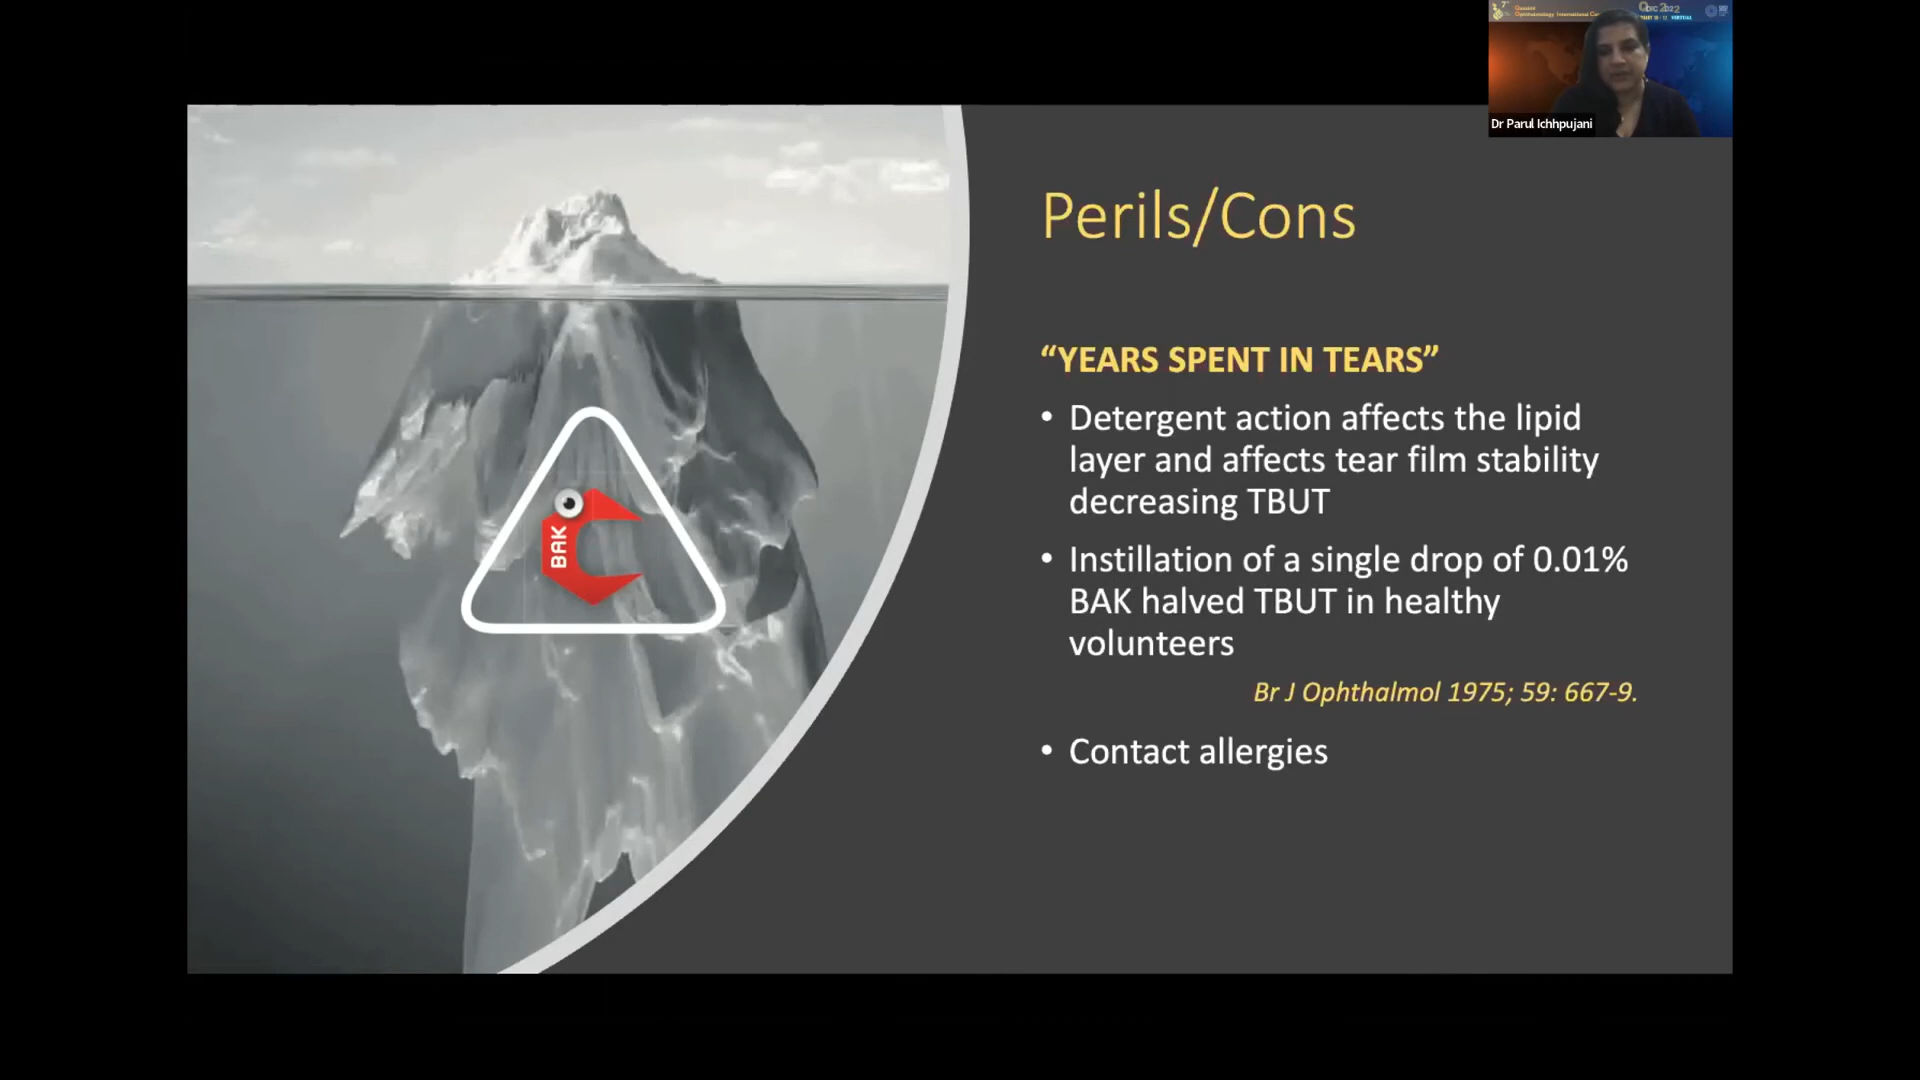 Dr Parul Ichhpujani
Perils/Cons
“YEARS SPENT IN TEARS”
• Detergent action affects the lipid
layer and affects tear film stability
decreasing TBUT
• Instillation of a single drop of 0.01%
BAK halved TBUT in healthy
volunteers
Br J Ophthalmol 1975; 59: 667-9.
• Contact allergies
BAK